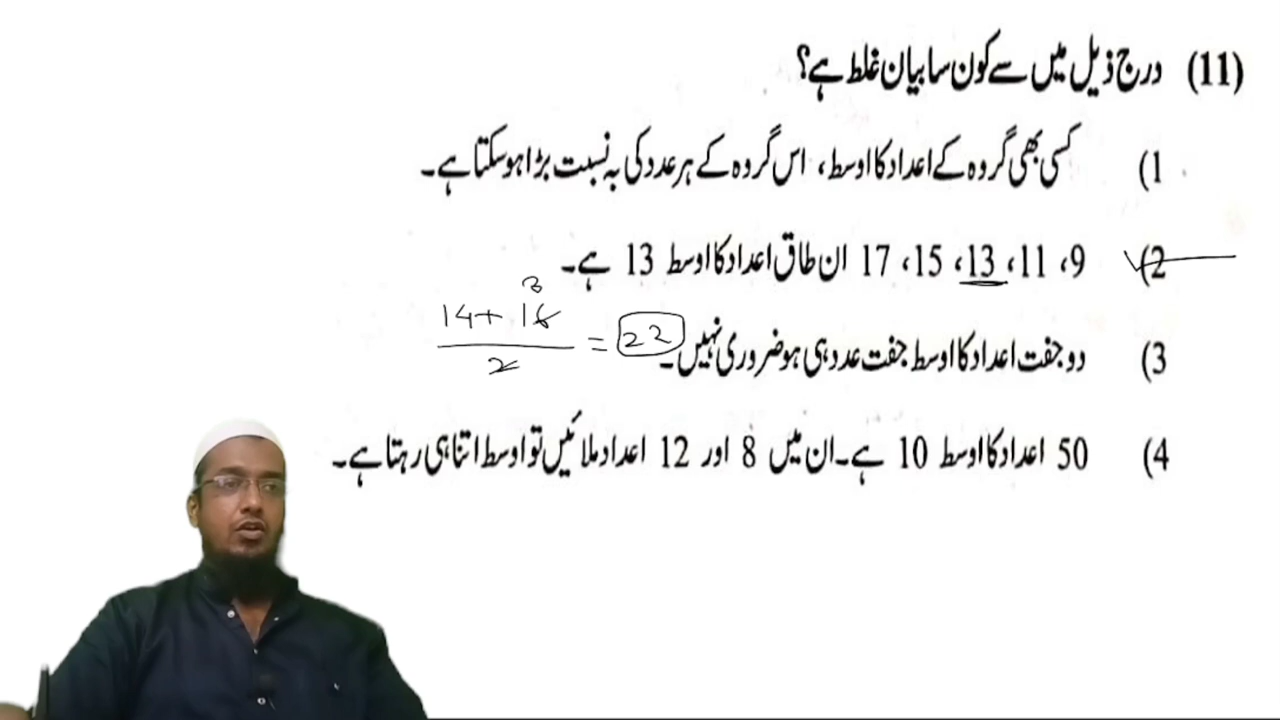 (11) درج ذیل میں سے کون سا بیان غلط ہے؟
1) کسی بھی گروہ کے اعداد کا اوسط، اس گروہ کے ہر عدد کی بہ نسبت بڑا ہو سکتا ہے۔
2) 9، 11، 13، 15، 17 ان طاق اعداد کا اوسط 13 ہے۔
3) دو جفت اعداد کا اوسط جفت عدد ہی ہو ضروری نہیں۔
14+ 18
2
= 22
4) 50 اعداد کا اوسط 10 ہے۔ ان میں 8 اور 12 اعداد ملائیں تو اوسط اتنا ہی رہتا ہے۔